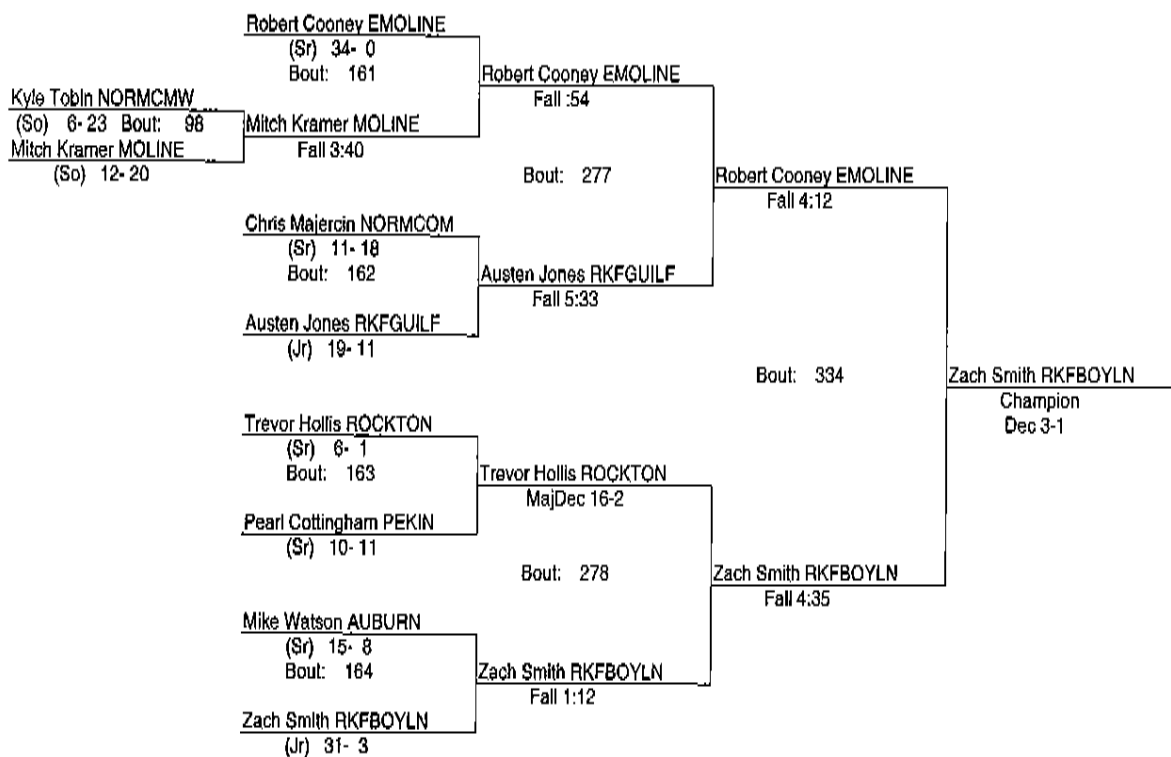 Robert Cooney EMOLINE
(Sr) 34- 0
Bout: 161
Robert Cooney EMOLINE
Fall :54
Kyle Tobin NORMCMW
(So) 6- 23 Bout: 98
Mitch Kramer MOLINE
Fall 3:40
Mitch Kramer MOLINE
(So) 12- 20
Bout: 277
Robert Cooney EMOLINE
Fall 4:12
Chris Majercin NORMCOM
(Sr) 11- 18
Bout: 162
Austen Jones RKFGUILF
Fall 5:33
Austen Jones RKFGUILF
(Jr) 19- 11
Bout: 334
Zach Smith RKFBOYLN
Champion
Dec 3-1
Trevor Hollis ROCKTON
(Sr) 6- 1
Bout: 163
Trevor Hollis ROCKTON
MajDec 16-2
Pearl Cottingham PEKIN
(Sr) 10- 11
Bout: 278
Zach Smith RKFBOYLN
Fall 4:35
Mike Watson AUBURN
(Sr) 15- 8
Bout: 164
Zach Smith RKFBOYLN
Fall 1:12
Zach Smith RKFBOYLN
(Jr) 31- 3